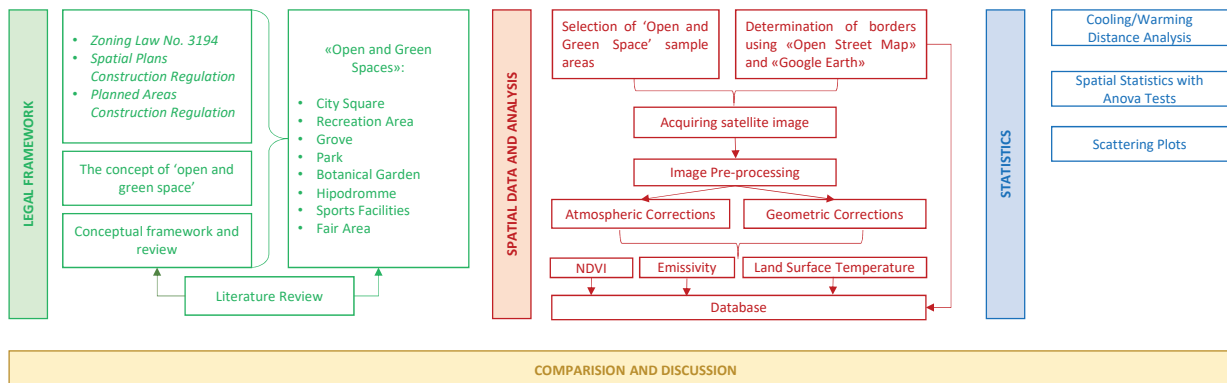 LEGAL FRAMEWORK
• Zoning Law No. 3194
• Spatial Plans
Construction Regulation
• Planned Areas
Construction Regulation
The concept of ‘open and
green space’
Conceptual framework and
review
«Open and Green
Spaces»:
• City Square
• Recreation Area
• Grove
• Park
• Botanical Garden
• Hipodromme
• Sports Facilities
• Fair Area
Literature Review
SPATIAL DATA AND ANALYSIS
Selection of ‘Open and
Green Space’ sample
areas
Determination of borders
using «Open Street Map»
and «Google Earth»
Acquiring satellite image
Image Pre-processing
Atmospheric Corrections
Geometric Corrections
NDVI
Emissivity
Land Surface Temperature
Database
STATISTICS
Cooling/Warming
Distance Analysis
Spatial Statistics with
Anova Tests
Scattering Plots
COMPARISION AND DISCUSSION